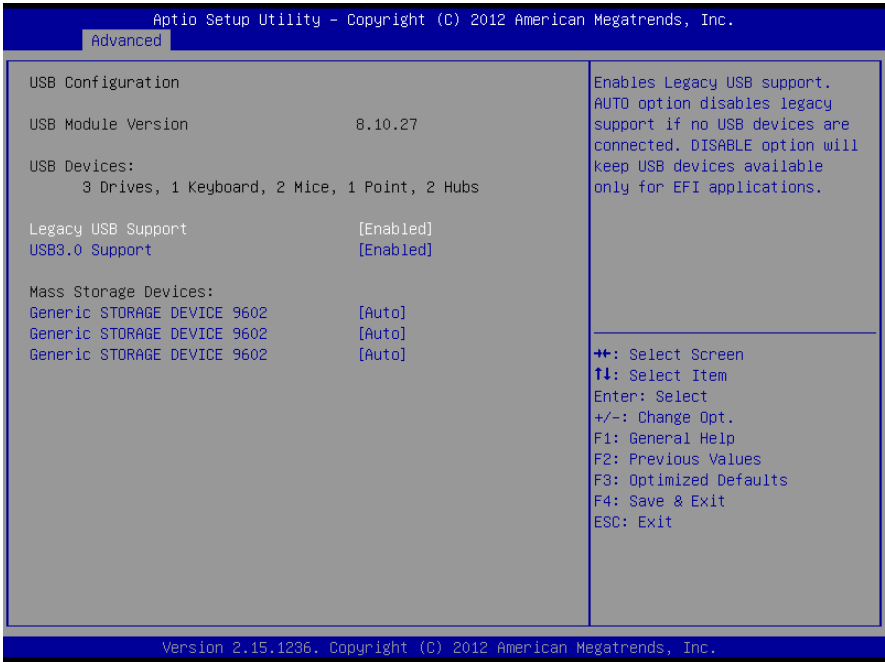 Aptio Setup Utility – Copyright (C) 2012 American Megatrends, Inc.
Advanced
USB Configuration
USB Module Version 8.10.27
USB Devices:
3 Drives, 1 Keyboard, 2 Mice, 1 Point, 2 Hubs
Legacy USB Support [Enabled]
USB3.0 Support [Enabled]
Mass Storage Devices:
Generic STORAGE DEVICE 9602 [Auto]
Generic STORAGE DEVICE 9602 [Auto]
Generic STORAGE DEVICE 9602 [Auto]
Enables Legacy USB support.
AUTO option disables legacy
support if no USB devices are
connected. DISABLE option will
keep USB devices available
only for EFI applications.
→←: Select Screen
↑↓: Select Item
Enter: Select
+/-: Change Opt.
F1: General Help
F2: Previous Values
F3: Optimized Defaults
F4: Save & Exit
ESC: Exit
Version 2.15.1236. Copyright (C) 2012 American Megatrends, Inc.